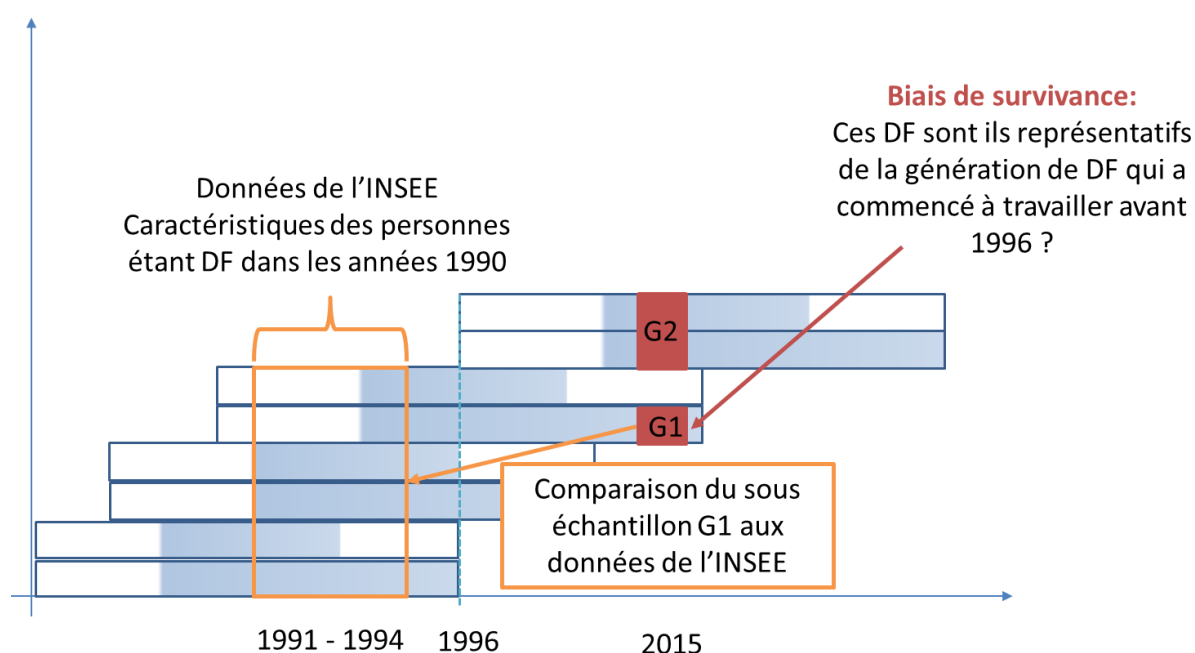 Biais de survivance:
Ces DF sont ils représentatifs
de la génération de DF qui a
commencé à travailler avant
1996 ?
Données de l'INSEE
Caractéristiques des personnes
étant DF dans les années 1990
G2
G1
Comparaison du sous
échantillon G1 aux
données de l'INSEE
1991 - 1994
1996
2015